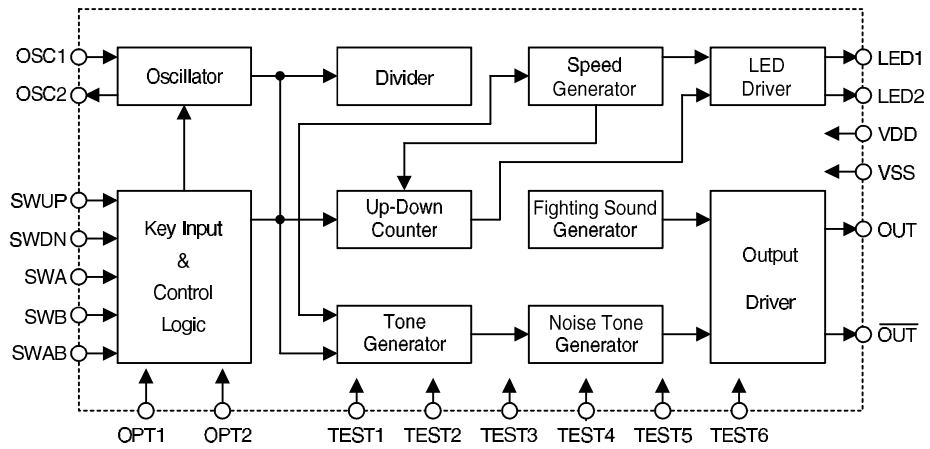 OSC1
OSC2
Oscillator
Divider
Speed
Generator
LED
Driver
LED1
LED2
VDD
VSS
SWUP
SWDN
SWA
SWB
SWAB
Key Input
&
Control
Logic
Up-Down
Counter
Fighting Sound
Generator
Output
Driver
OUT
OUT
Tone
Generator
Noise Tone
Generator
OPT1
OPT2
TEST1
TEST2
TEST3
TEST4
TEST5
TEST6